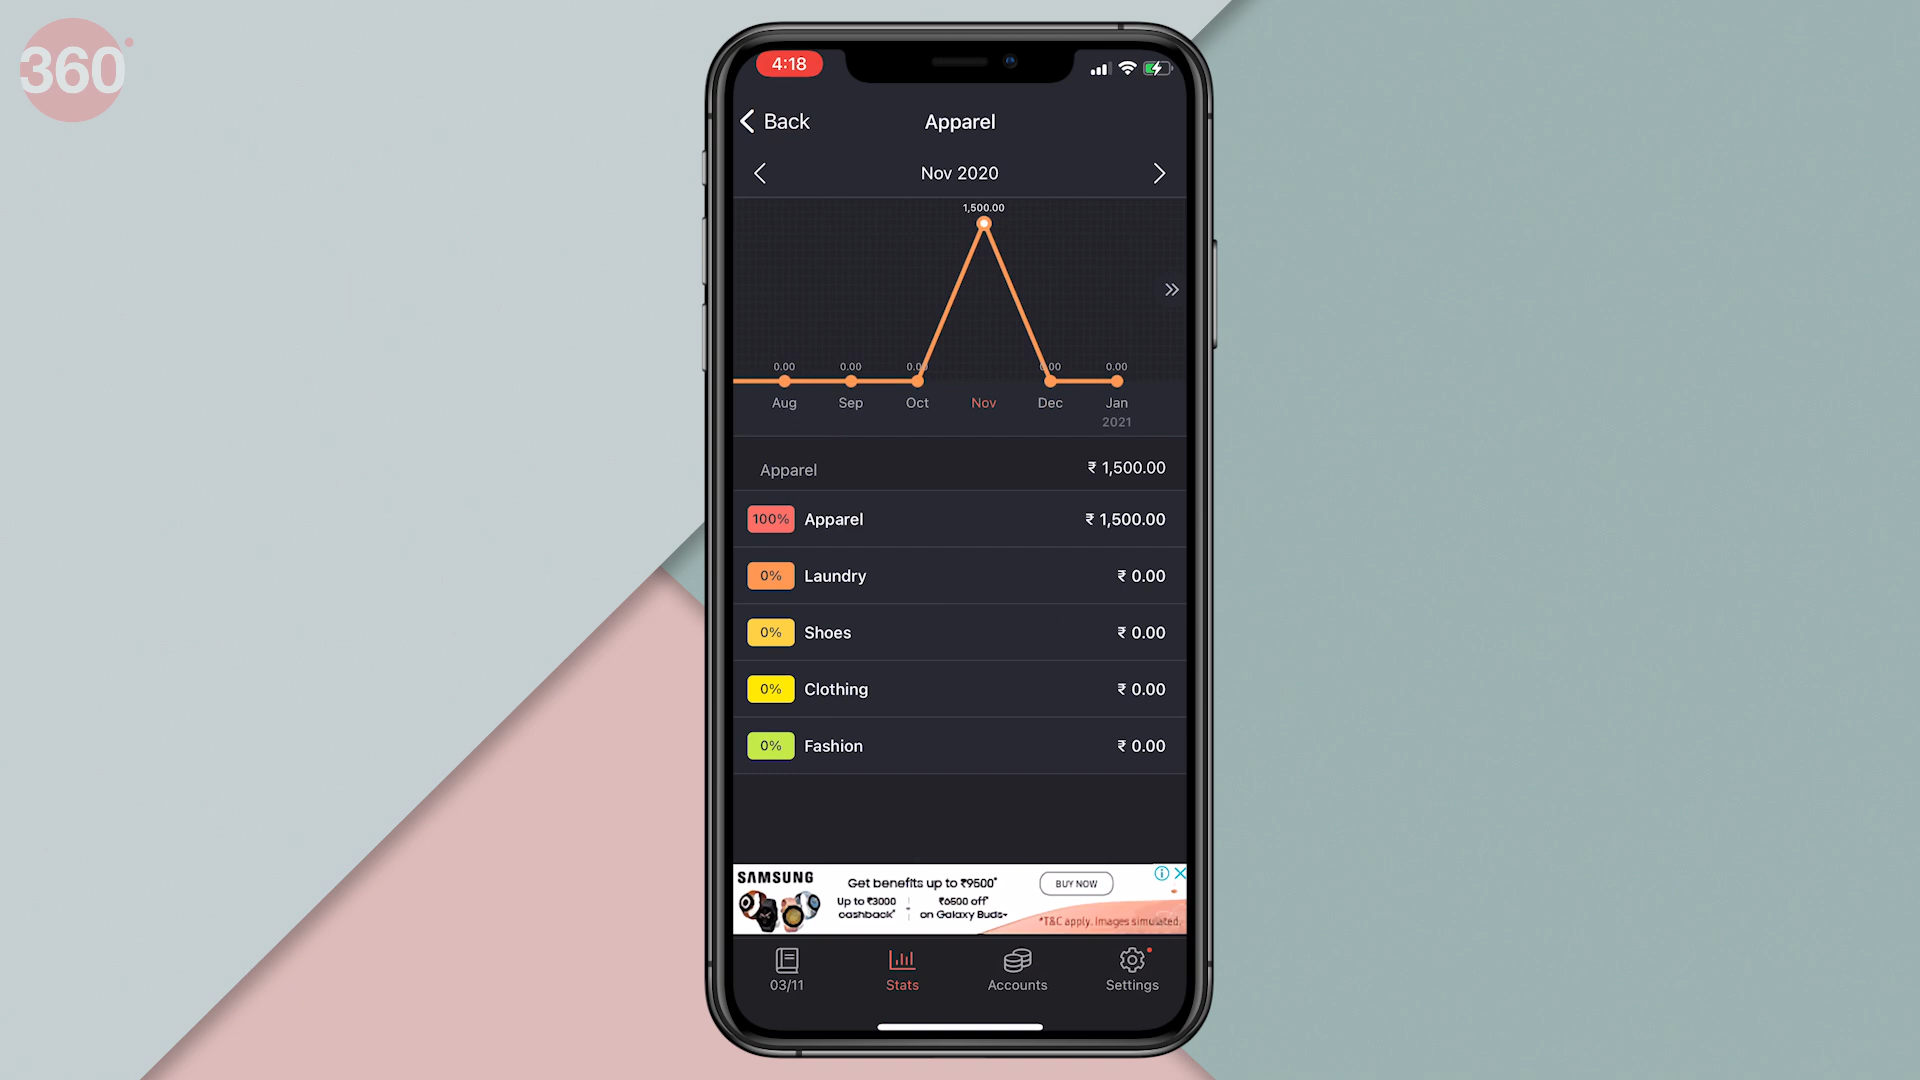 360
4:18
Back
Apparel
Nov 2020
1,500.00
0.00 0.00 0.00 0.00 0.00
Aug Sep Oct Nov Dec Jan
2021
Apparel ₹ 1,500.00
100% Apparel ₹ 1,500.00
0% Laundry ₹ 0.00
0% Shoes ₹ 0.00
0% Clothing ₹ 0.00
0% Fashion ₹ 0.00
SAMSUNG
Get benefits up to ₹9500*
Up to ₹3000
cashback*
₹6500 off*
on Galaxy Buds+
BUY NOW
*T&C apply. Images simulated.
03/11 Stats Accounts Settings